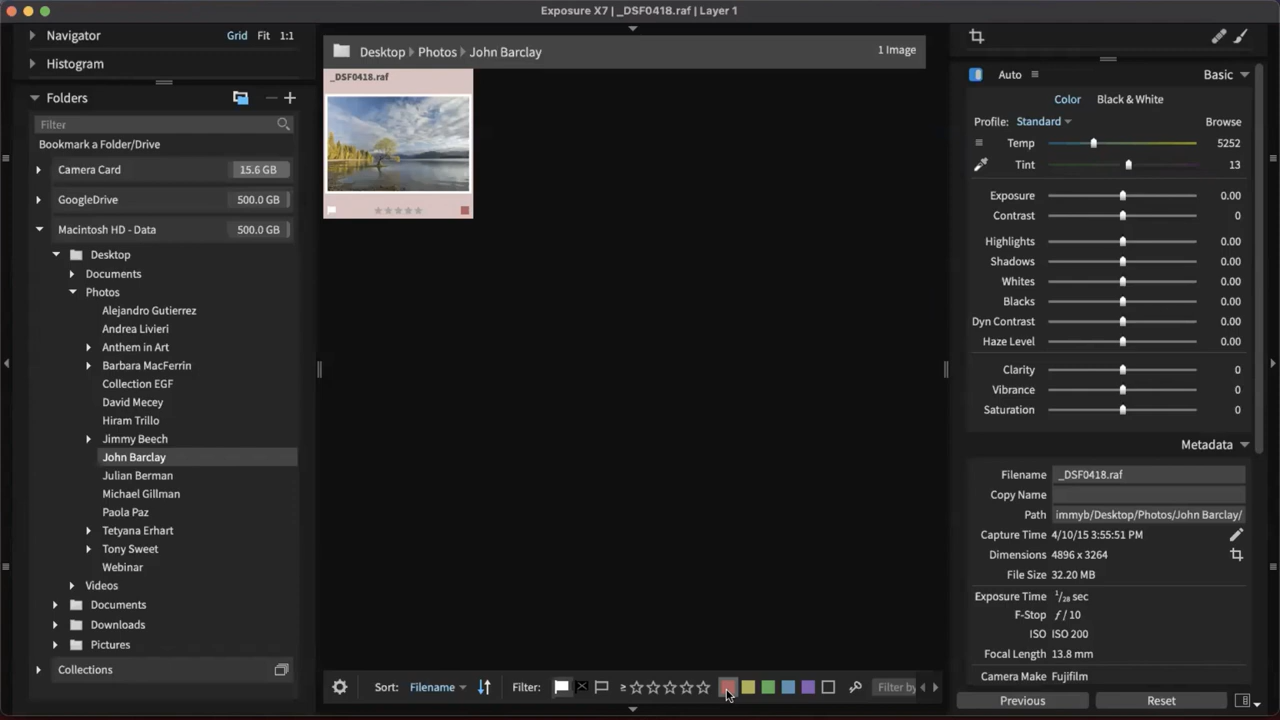 Exposure X7 | _DSF0418.raf | Layer 1
Navigator
Grid Fit 1:1
Histogram
Folders
Filter
Bookmark a Folder/Drive
Camera Card 15.6 GB
GoogleDrive 500.0 GB
Macintosh HD - Data 500.0 GB
Desktop
Documents
Photos
Alejandro Gutierrez
Andrea Livieri
Anthem in Art
Barbara MacFerrin
Collection EGF
David Mecey
Hiram Trillo
Jimmy Beech
John Barclay
Julian Berman
Michael Gillman
Paola Paz
Tetyana Erhart
Tony Sweet
Webinar
Videos
Documents
Downloads
Pictures
Collections
Desktop Photos John Barclay
1 Image
_DSF0418.raf
Sort: Filename Filter: ≥ Filter by
Auto Basic
Color Black & White
Profile: Standard Browse
Temp 5252
Tint 13
Exposure 0.00
Contrast 0
Highlights 0.00
Shadows 0.00
Whites 0.00
Blacks 0.00
Dyn Contrast 0.00
Haze Level 0.00
Clarity 0
Vibrance 0
Saturation 0
Metadata
Filename _DSF0418.raf
Copy Name
Path immyb/Desktop/Photos/John Barclay/
Capture Time 4/10/15 3:55:51 PM
Dimensions 4896 x 3264
File Size 32.20 MB
Exposure Time 1/28 sec
F-Stop ƒ / 10
ISO ISO 200
Focal Length 13.8 mm
Camera Make Fujifilm
Previous Reset